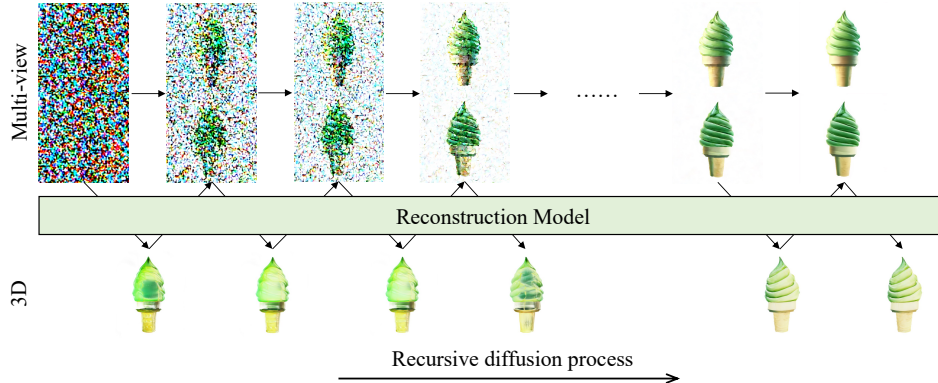 Multi-view
......
Reconstruction Model
3D
Recursive diffusion process